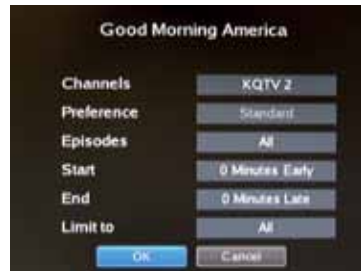 Good Morning America
Channels KQTV 2
Preference Standard
Episodes All
Start 0 Minutes Early
End 0 Minutes Late
Limit to All
OK Cancel